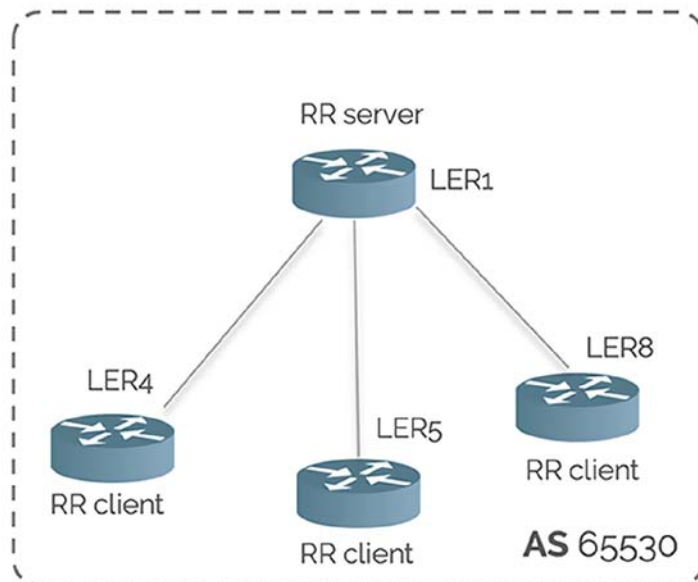 RR server
LER1
LER8
LER4
LER5
RR client
RR client
RR client
AS 65530